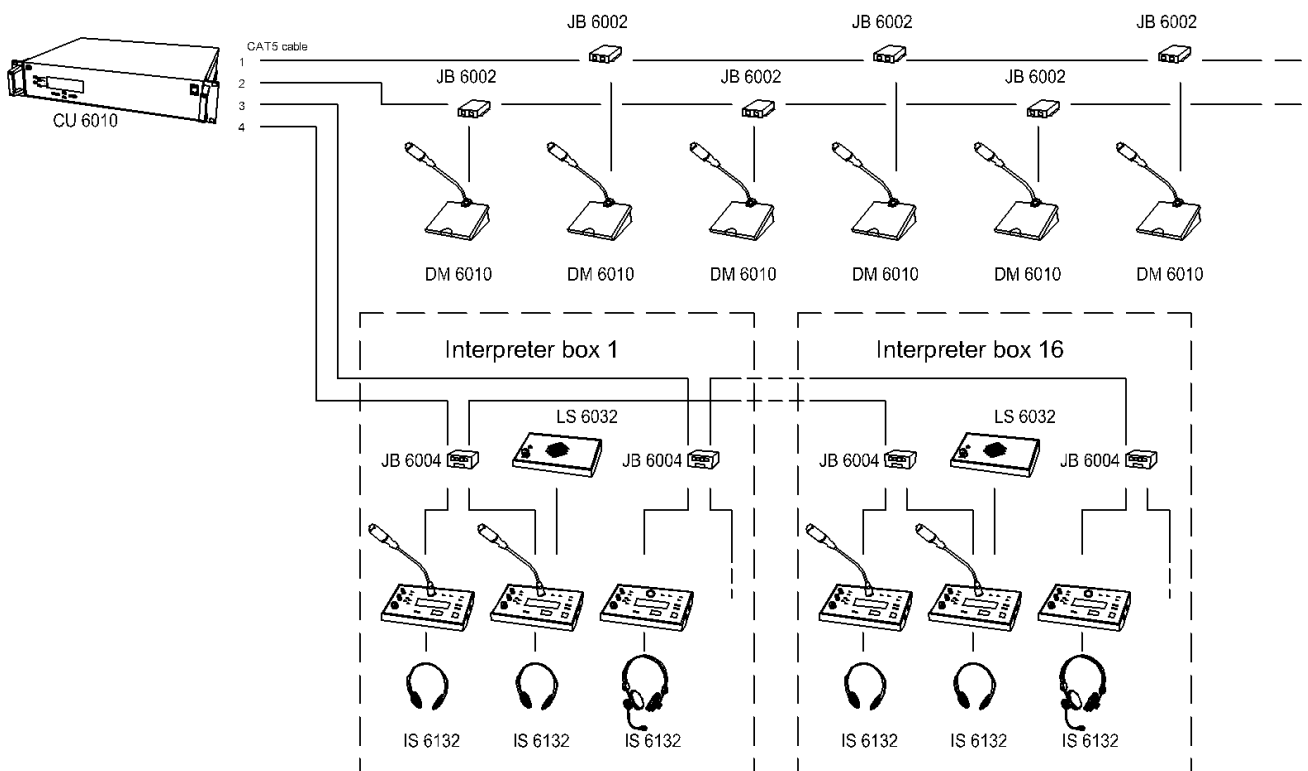 JB 6002 JB 6002 JB 6002
CAT5 cable
1
2
3
4
CU 6010
JB 6002 JB 6002 JB 6002
DM 6010 DM 6010 DM 6010 DM 6010 DM 6010 DM 6010
Interpreter box 1
LS 6032
JB 6004 JB 6004
IS 6132 IS 6132 IS 6132
Interpreter box 16
LS 6032
JB 6004 JB 6004
IS 6132 IS 6132 IS 6132